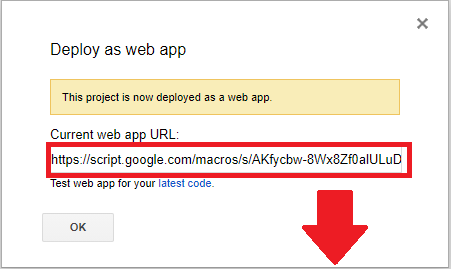 Deploy as web app
This project is now deployed as a web app.
Current web app URL:
https://script.google.com/macros/s/AKfycbw-8Wx8Zf0alULuD
Test web app for your latest code.
OK